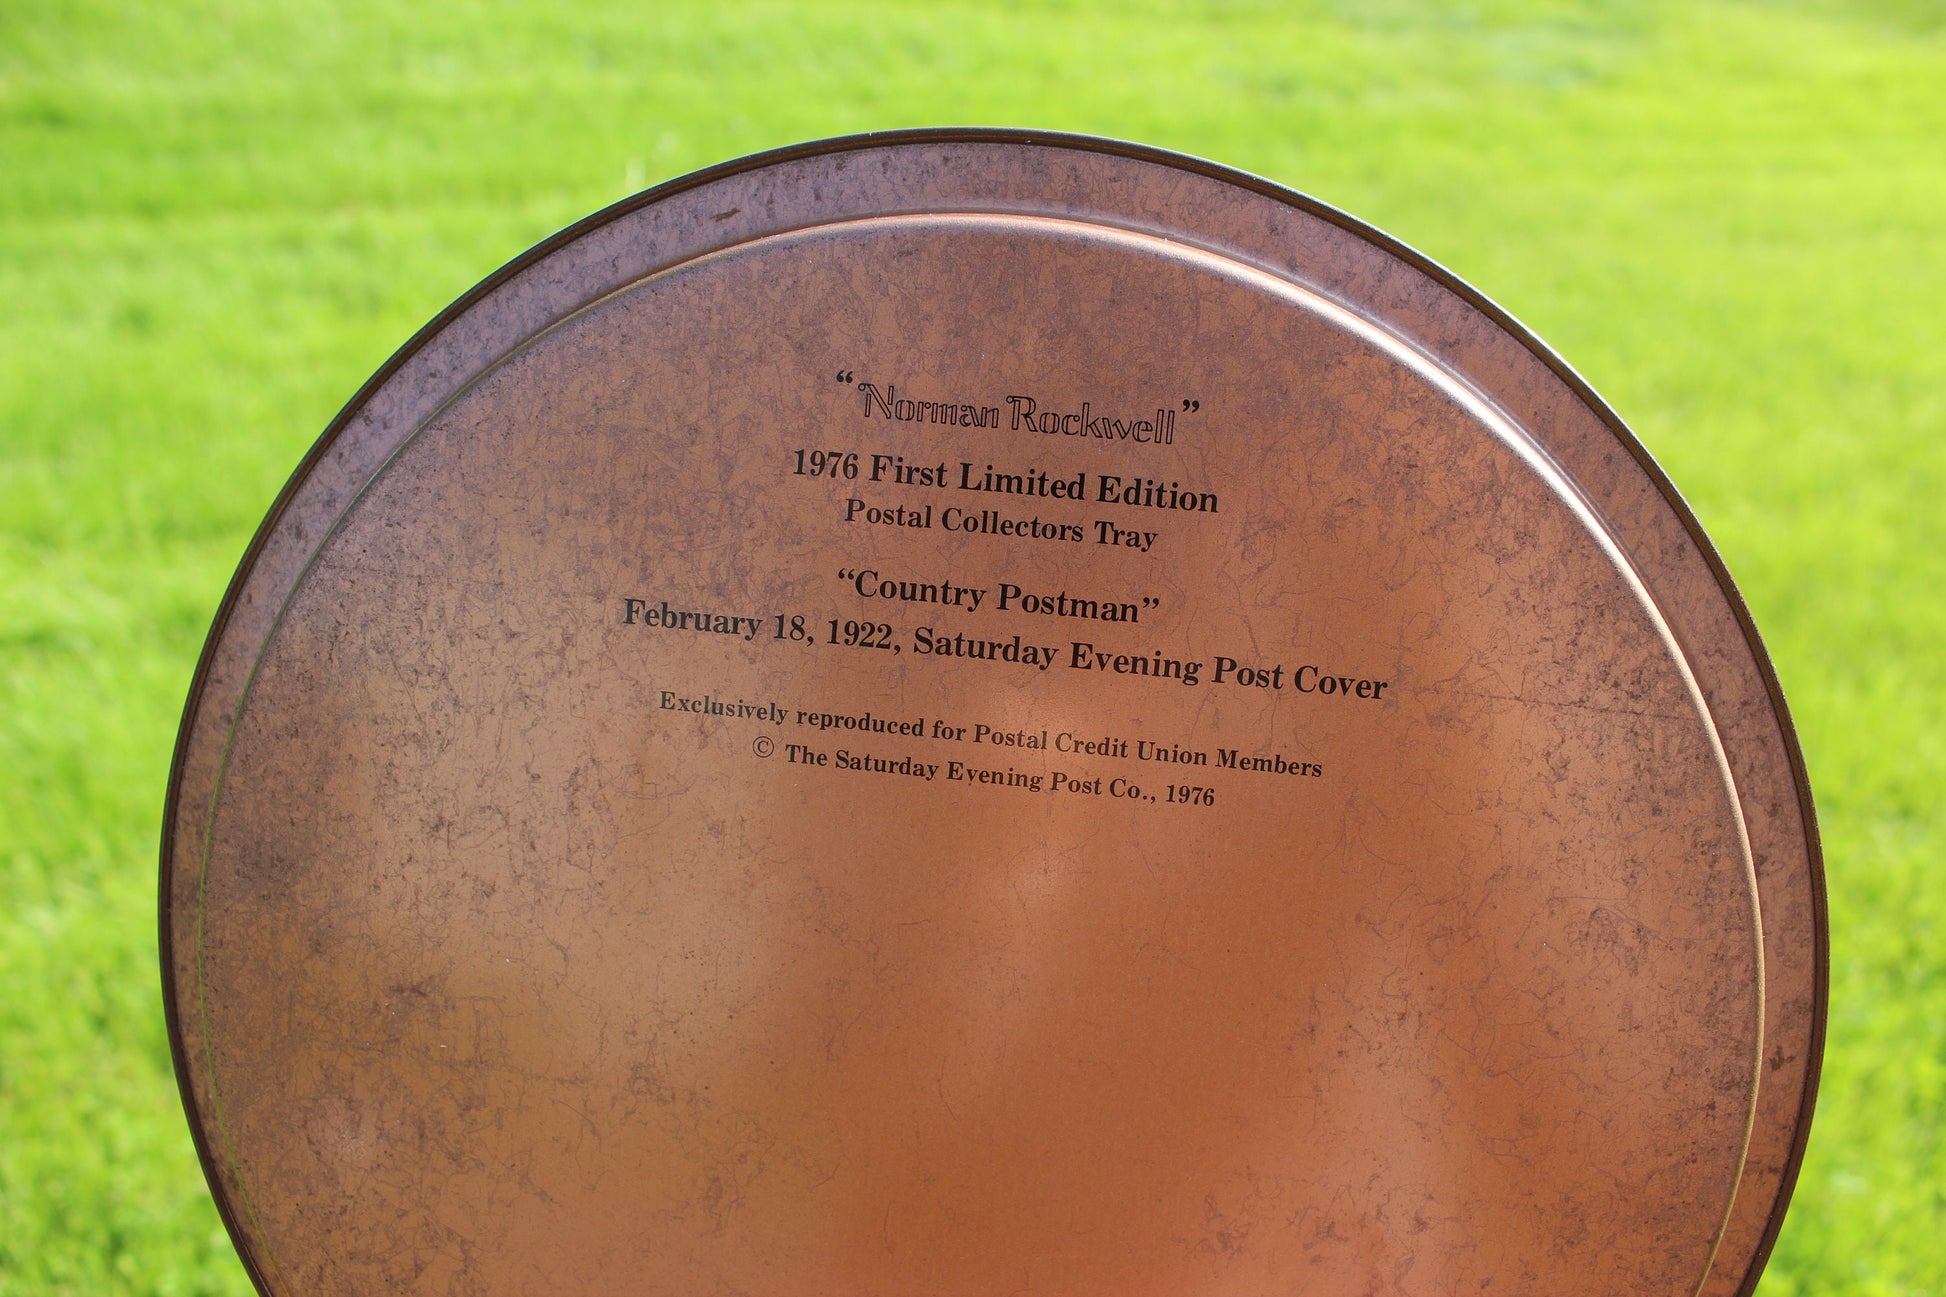 “Norman Rockwell”
1976 First Limited Edition
Postal Collectors Tray
“Country Postman”
February 18, 1922, Saturday Evening Post Cover
Exclusively reproduced for Postal Credit Union Members
© The Saturday Evening Post Co., 1976